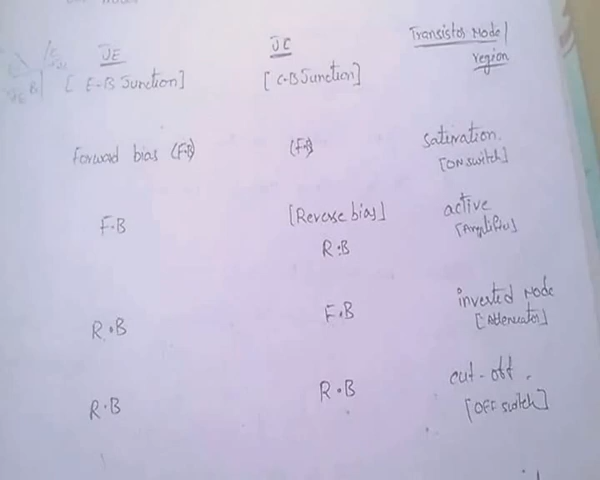 JE JC Transistor Mode/
[ E-B Junction] [ C-B Junction] region
Forward bias (F.B) (F.B) Saturation.
[ON switch]
F.B [Reverse bias] active
R.B [Amplifier]
R.B F.B inverted Mode
[Attenuator]
R.B R.B cut-off.
[OFF switch]